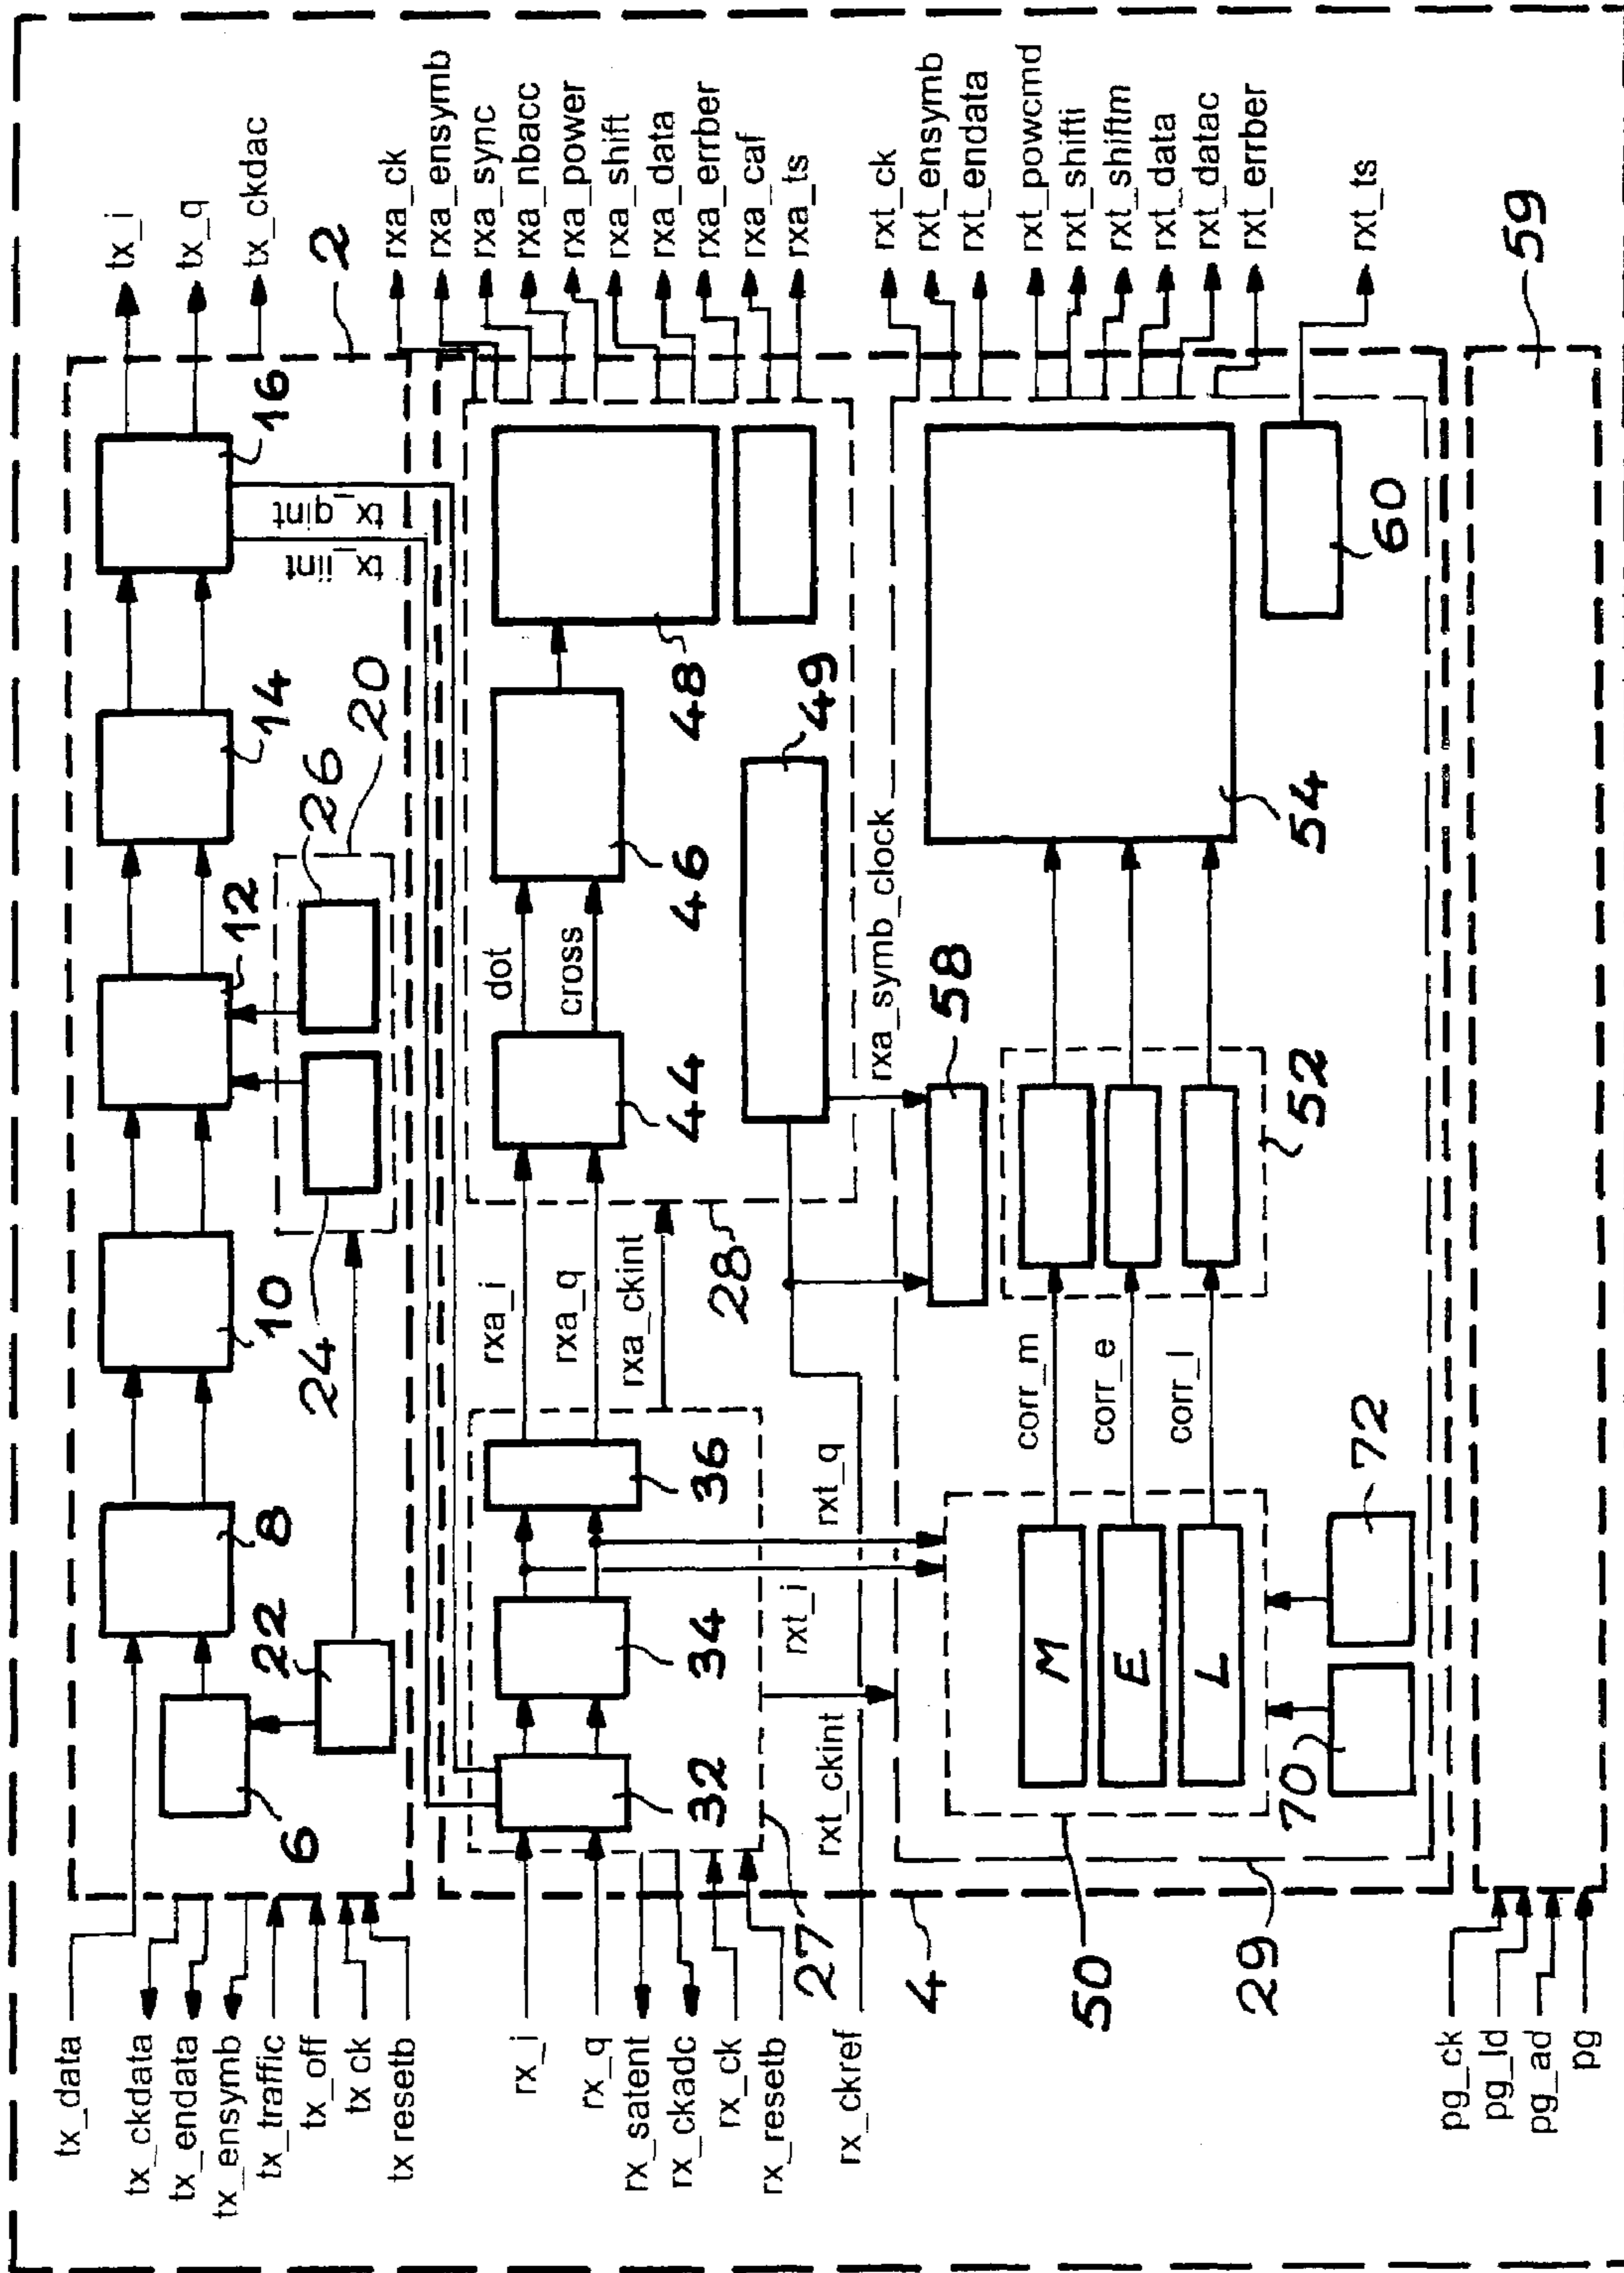 tx_data
tx_ckdata
tx_endata
tx_ensymb
tx_traffic
tx_off
tx ck
tx resetb
6
22
8
10
24
26
12
20
14
16
tx_iint
tx_qint
2
tx_i
tx_q
tx_ckdac
rx_i
rx_q
rx_satent
rx_ckadc
rx_ck
rx_resetb
rx_ckref
27
32
34
36
rxa_i
rxa_q
rxa_ckint
28
44
dot
cross
46
48
49
rxa_symb_clock
rxa_ck
rxa_ensymb
rxa_sync
rxa_nbacc
rxa_power
rxa_shift
rxa_data
rxa_errber
rxa_caf
rxa_ts
4
rxt_ckint
rxt_i
rxt_q
50
29
M
E
L
70
72
corr_m
corr_e
corr_l
58
52
54
60
rxt_ck
rxt_ensymb
rxt_endata
rxt_powcmd
rxt_shifti
rxt_shiftm
rxt_data
rxt_datac
rxt_errber
rxt_ts
pg_ck
pg_ld
pg_ad
pg
59